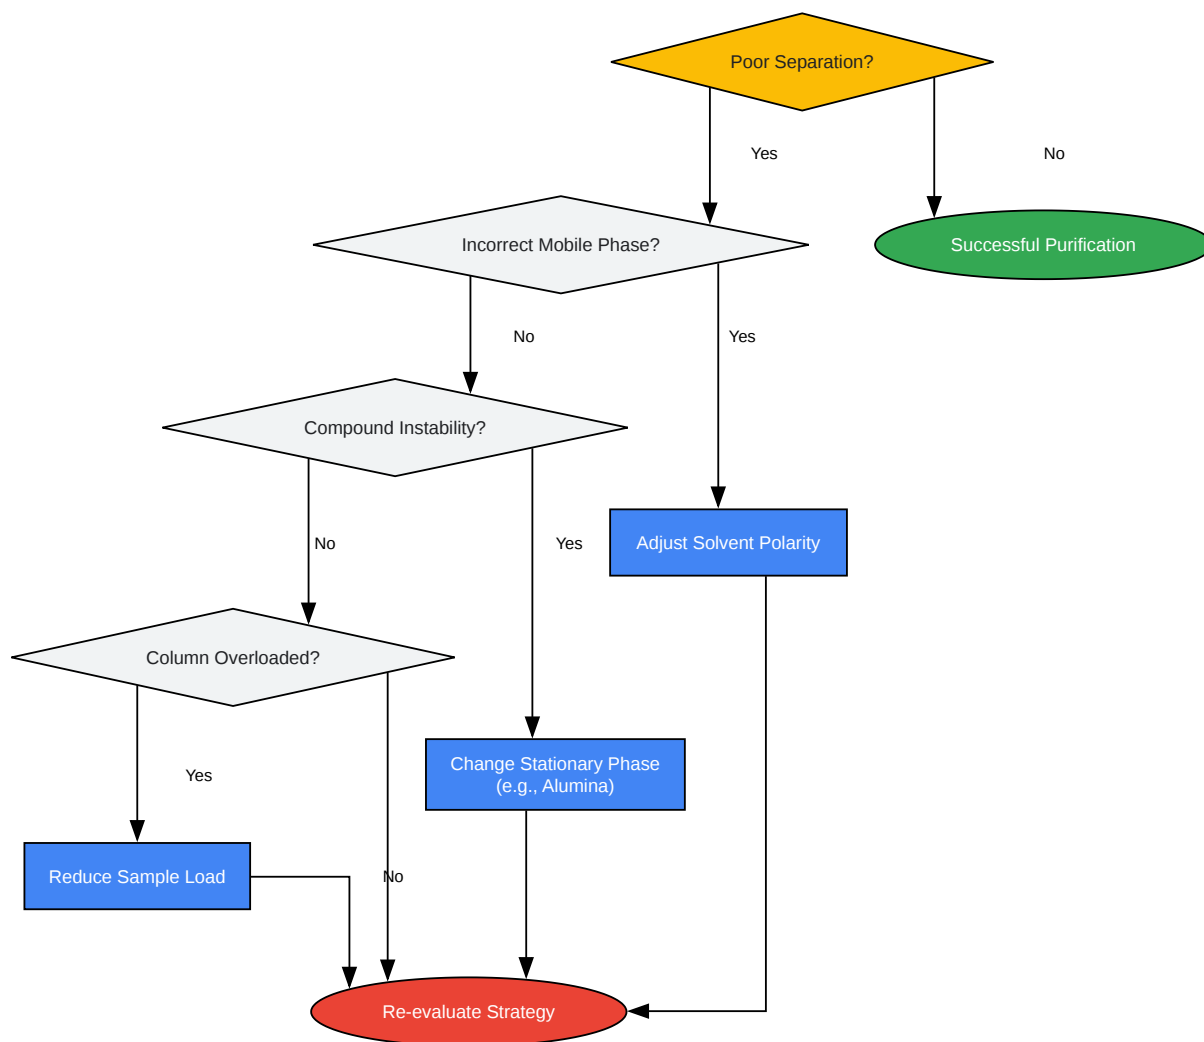 Poor Separation?
Yes
No
Incorrect Mobile Phase?
Successful Purification
No
Yes
Compound Instability?
No
Yes
Adjust Solvent Polarity
Column Overloaded?
Change Stationary Phase
(e.g., Alumina)
Yes
Reduce Sample Load
No
Re-evaluate Strategy